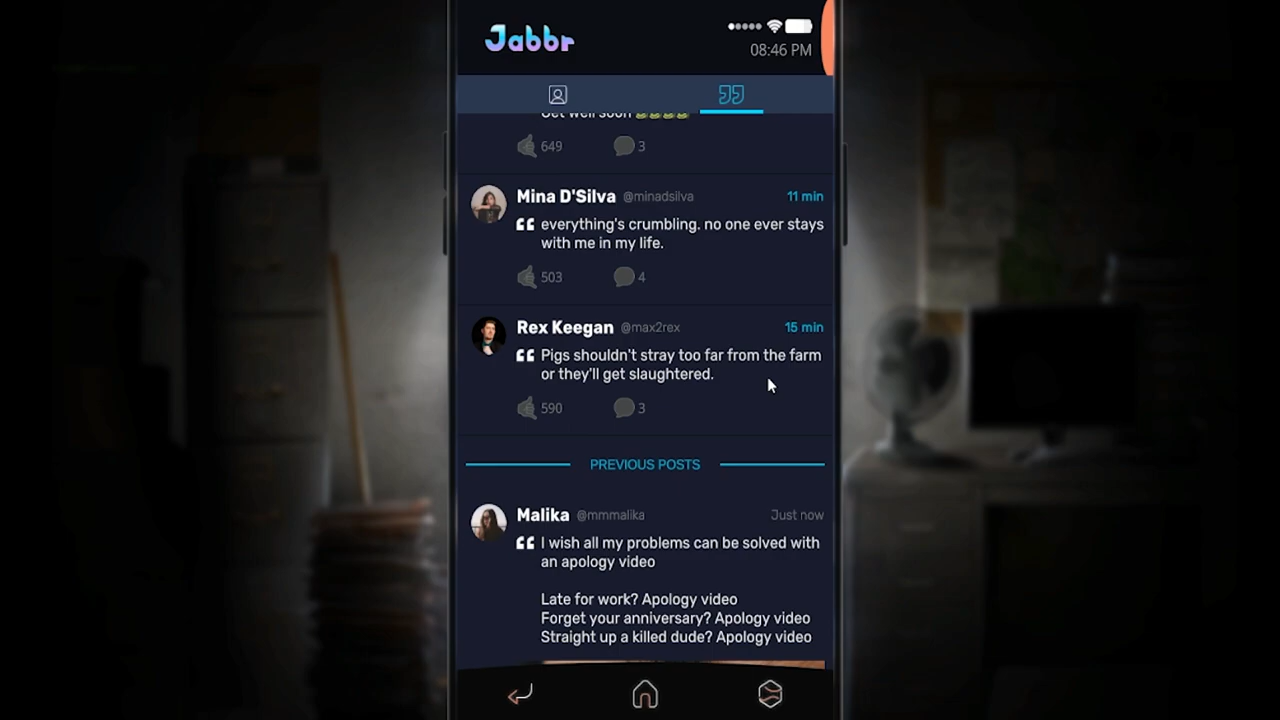 Jabbr
08:46 PM
Get well soon
649 3
Mina D'Silva @minadsilva 11 min
everything's crumbling. no one ever stays
with me in my life.
503 4
Rex Keegan @max2rex 15 min
Pigs shouldn't stray too far from the farm
or they'll get slaughtered.
590 3
PREVIOUS POSTS
Malika @mmmalika Just now
I wish all my problems can be solved with
an apology video
Late for work? Apology video
Forget your anniversary? Apology video
Straight up a killed dude? Apology video